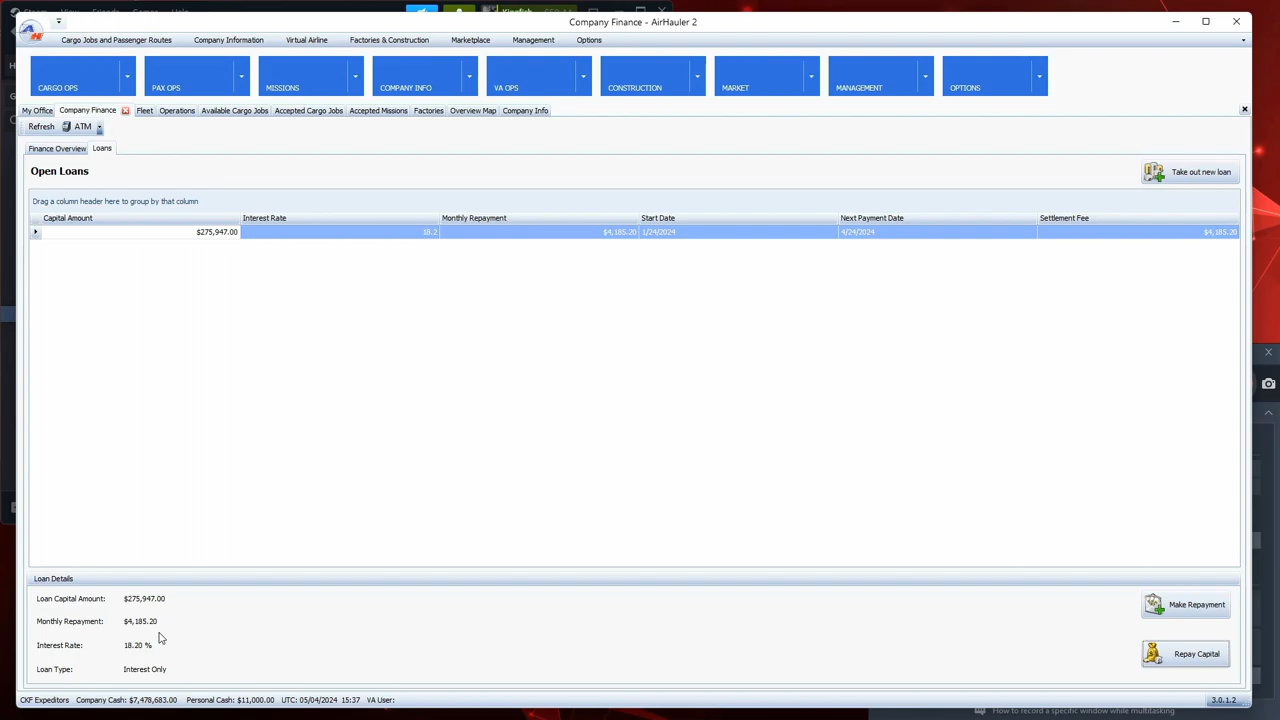 Company Finance - AirHauler 2
Cargo Jobs and Passenger Routes Company Information Virtual Airline Factories & Construction Marketplace Management Options
CARGO OPS PAX OPS MISSIONS COMPANY INFO VA OPS CONSTRUCTION MARKET MANAGEMENT OPTIONS
My Office Company Finance Fleet Operations Available Cargo Jobs Accepted Cargo Jobs Accepted Missions Factories Overview Map Company Info
Refresh ATM
Finance Overview Loans
Open Loans Take out new loan
Drag a column header here to group by that column
Capital Amount Interest Rate Monthly Repayment Start Date Next Payment Date Settlement Fee
$275,947.00 18.2 $4,185.20 1/24/2024 4/24/2024 $4,185.20
Loan Details
Loan Capital Amount: $275,947.00 Make Repayment
Monthly Repayment: $4,185.20
Interest Rate: 18.20 %
Repay Capital
Loan Type: Interest Only
CKF Expeditors Company Cash: $7,478,683.00 Personal Cash: $11,000.00 UTC: 05/04/2024 15:37 VA User: 3.0.1.2
How to record a specific window while multitasking